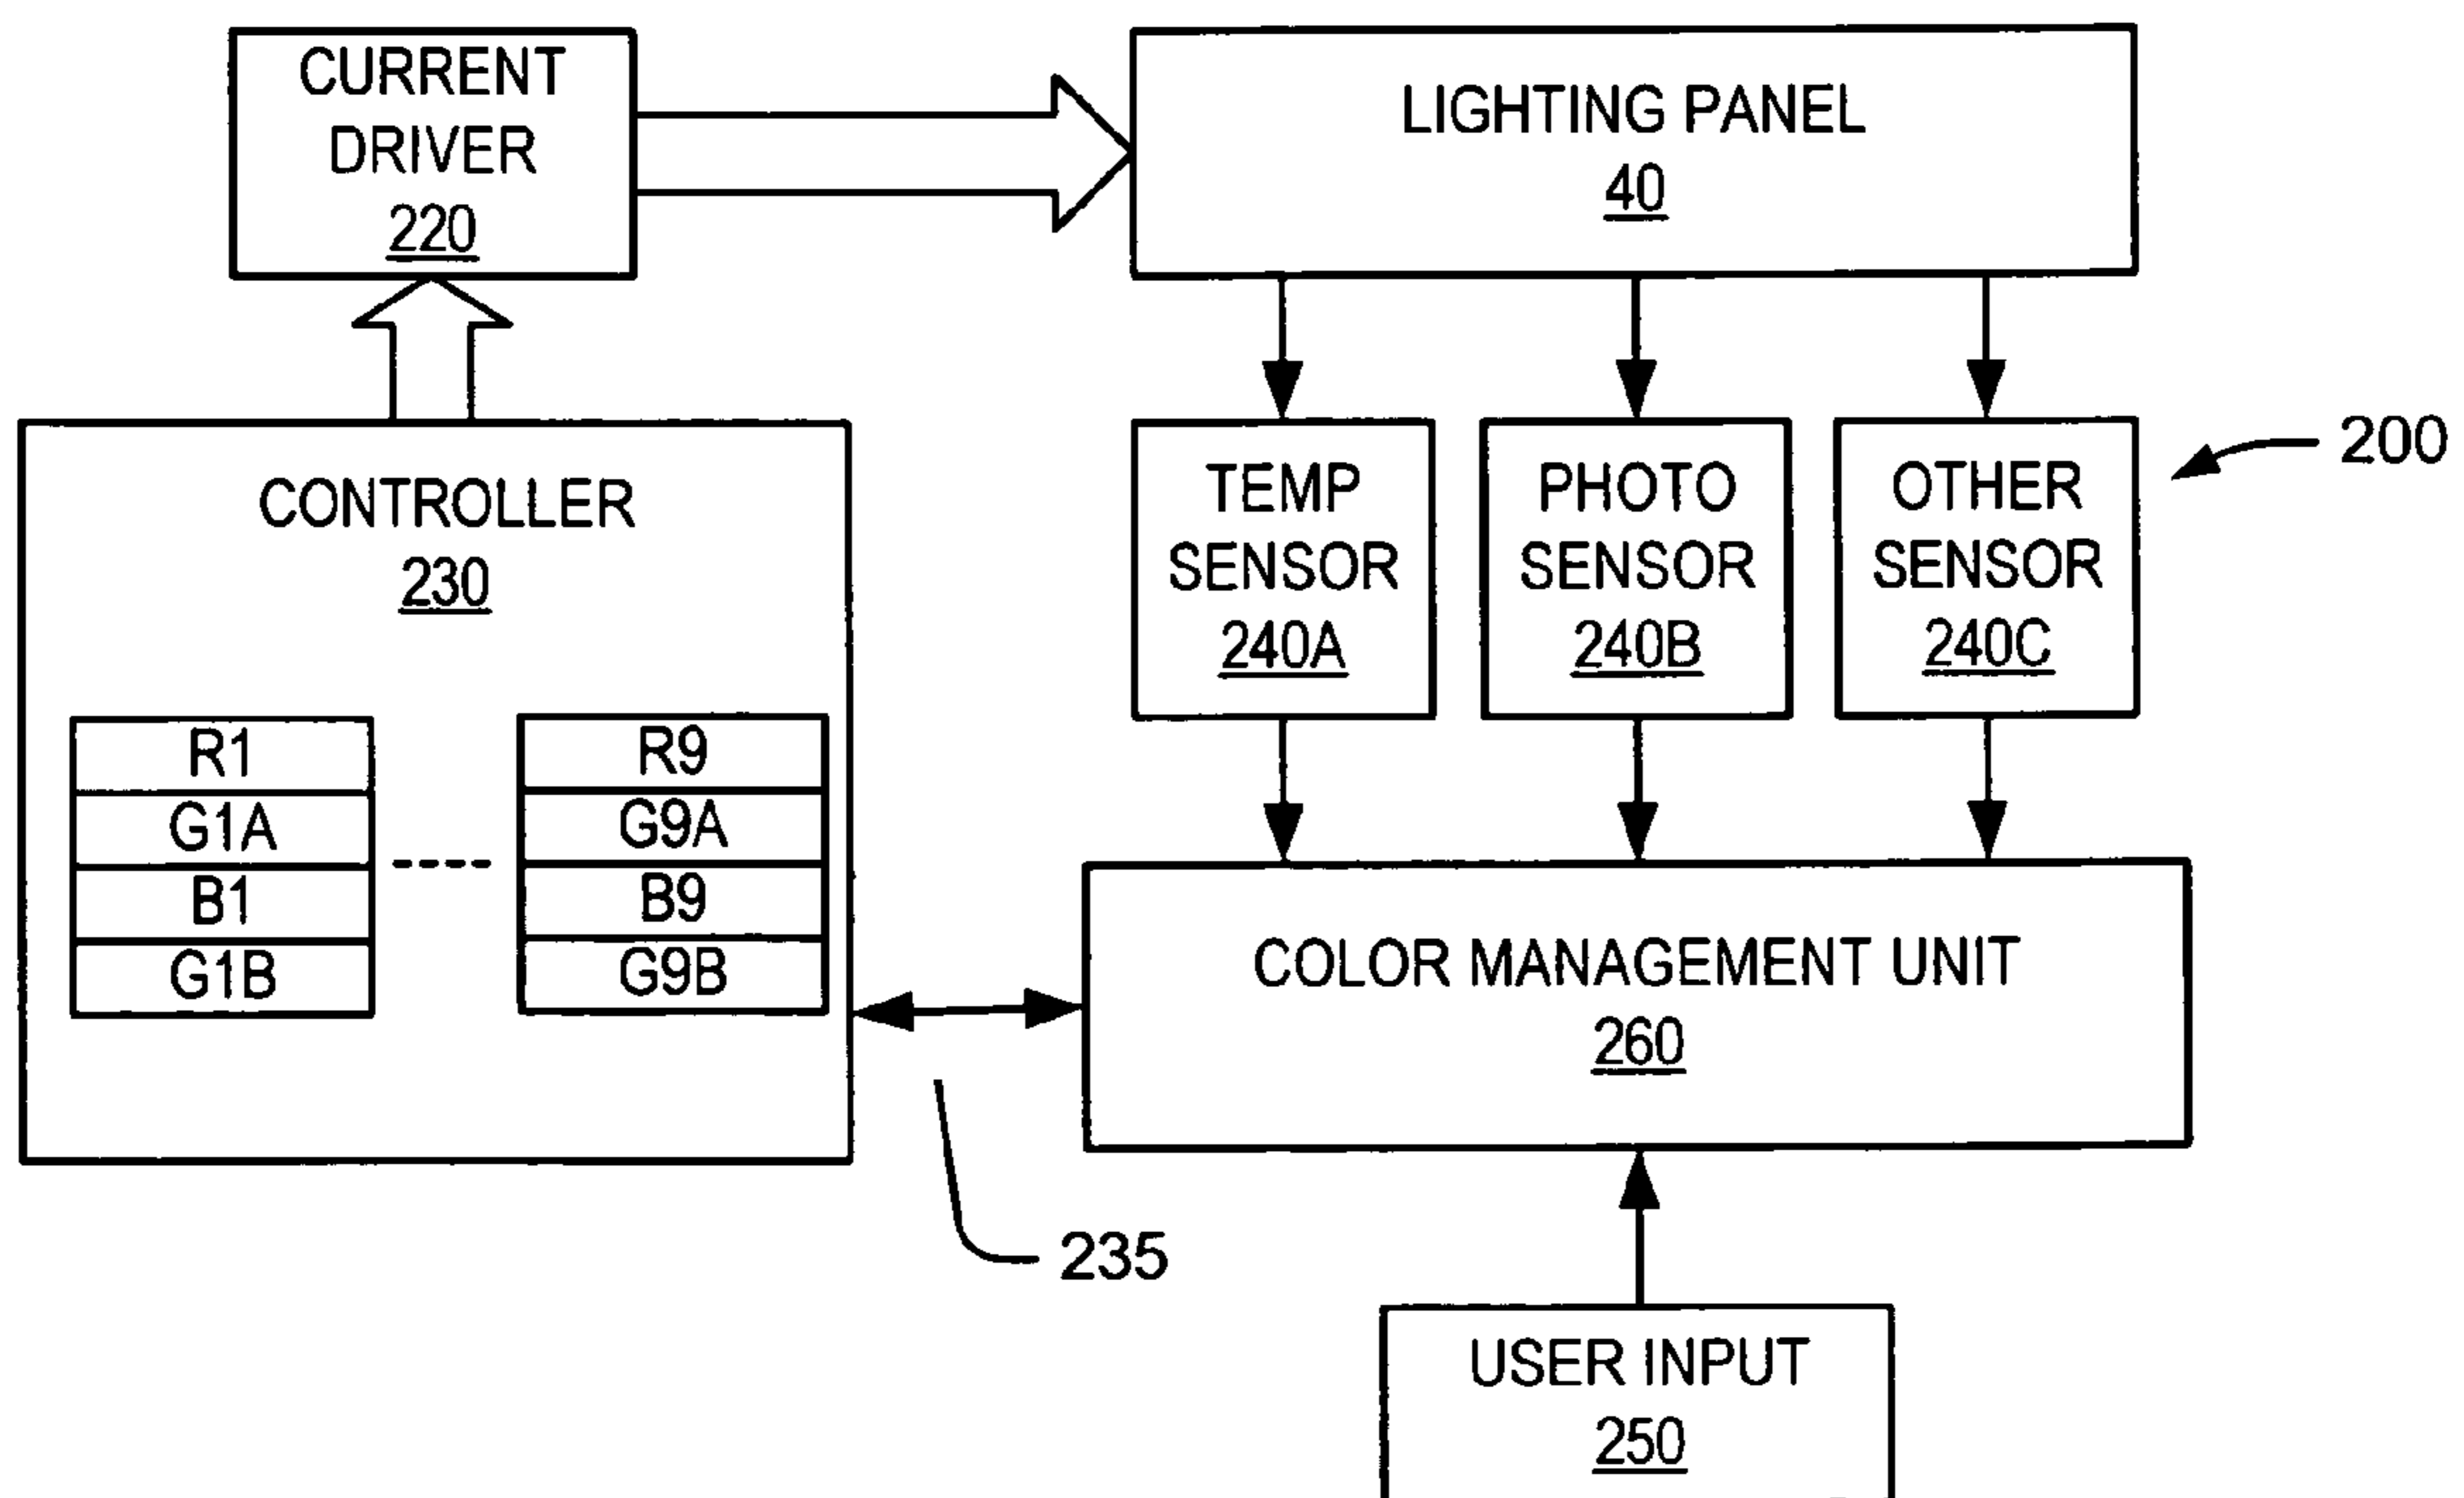 CURRENT
DRIVER
220
LIGHTING PANEL
40
CONTROLLER
230
R1
G1A
B1
G1B
R9
G9A
B9
G9B
TEMP
SENSOR
240A
PHOTO
SENSOR
240B
OTHER
SENSOR
240C
200
COLOR MANAGEMENT UNIT
260
235
USER INPUT
250